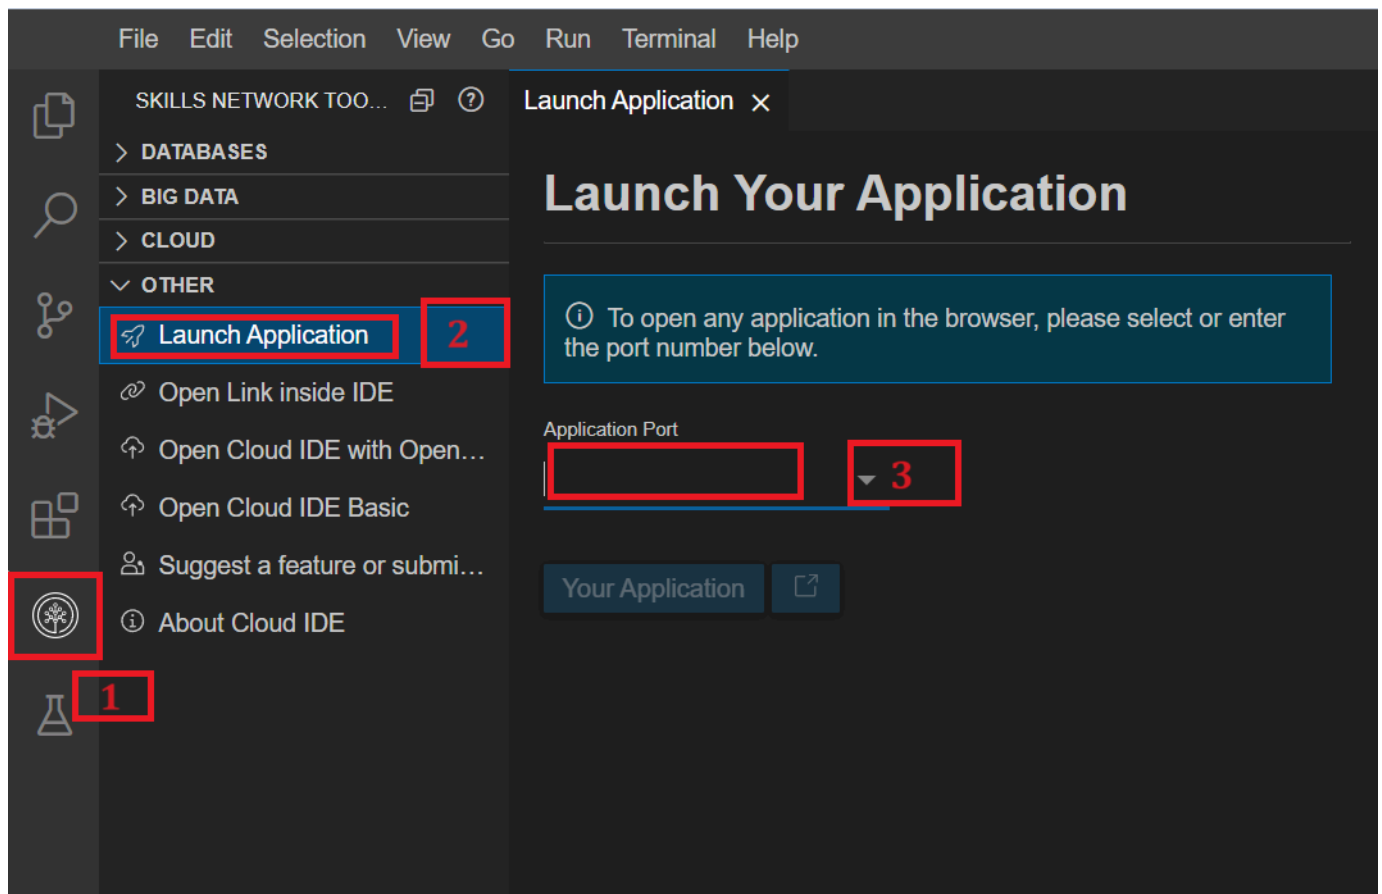 File Edit Selection View Go Run Terminal Help
SKILLS NETWORK TOO...
DATABASES
BIG DATA
CLOUD
OTHER
Launch Application
2
Open Link inside IDE
Open Cloud IDE with Open...
Open Cloud IDE Basic
Suggest a feature or submi...
About Cloud IDE
1
Launch Application
Launch Your Application
To open any application in the browser, please select or enter
the port number below.
Application Port
3
Your Application